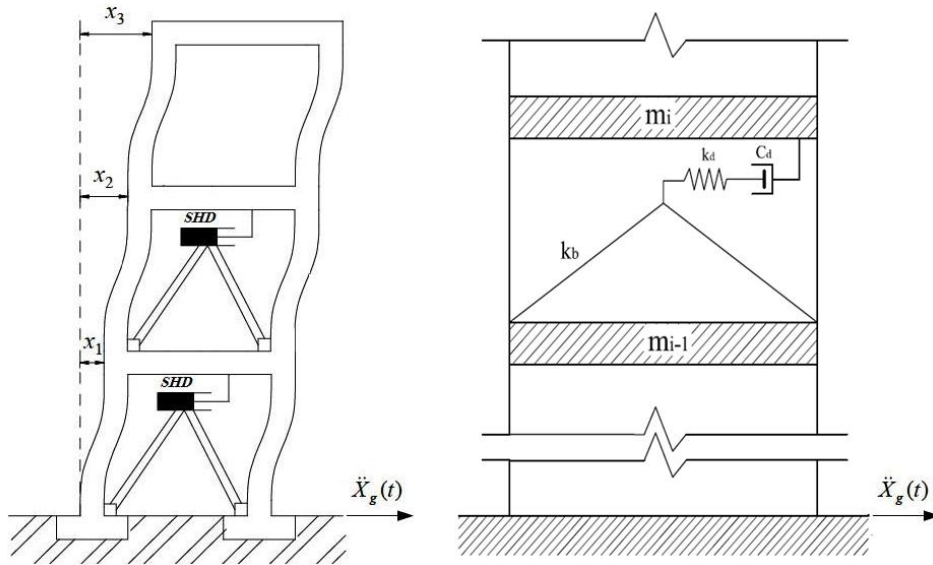 x₃
x₂
SHD
x₁
SHD
Ẍg(t)
mi
kd
Cd
kb
mi-1
Ẍg(t)